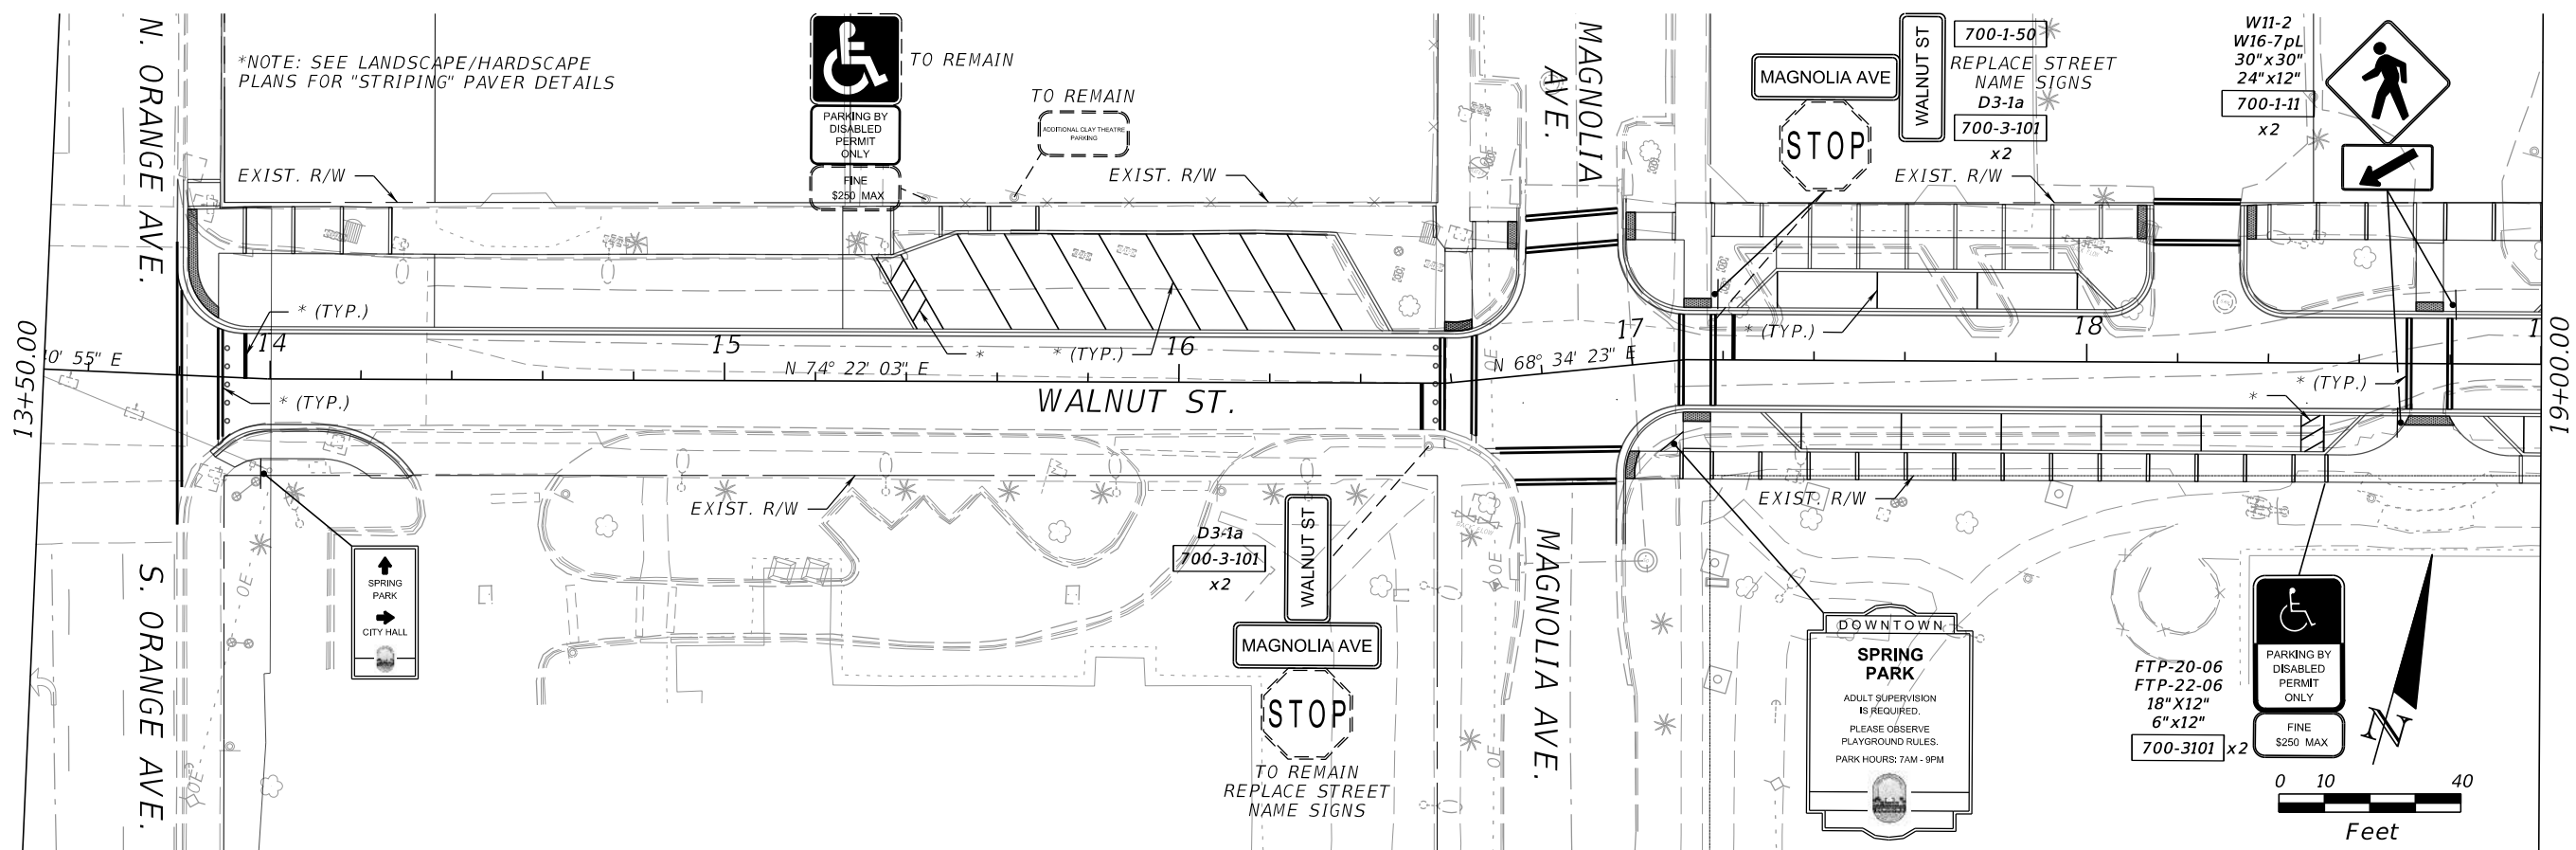 N. ORANGE AVE.
*NOTE: SEE LANDSCAPE/HARDSCAPE
PLANS FOR "STRIPING" PAVER DETAILS
EXIST. R/W
PARKING BY
DISABLED
PERMIT
ONLY
FINE
$250 MAX
TO REMAIN
TO REMAIN
ADDITIONAL CLAY THEATRE
PARKING
EXIST. R/W
MAGNOLIA
AVE.
MAGNOLIA AVE
WALNUT ST
STOP
700-1-50
REPLACE STREET
NAME SIGNS
D3-1a
700-3-101
x2
EXIST. R/W
W11-2
W16-7pL
30"x30"
24"x12"
700-1-11
x2
13+50.00
* (TYP.)
14
15
16
17
18
* (TYP.)
*
* (TYP.)
* (TYP.)
N 74° 22' 03" E
N 68° 34' 23" E
WALNUT ST.
* (TYP.)
*
19+00.00
EXIST. R/W
EXIST. R/W
S. ORANGE AVE.
OE
OE
SPRING
PARK
CITY HALL
D3-1a
700-3-101
x2
WALNUT ST
MAGNOLIA AVE
STOP
TO REMAIN
REPLACE STREET
NAME SIGNS
OE
OE
OE
MAGNOLIA AVE.
DOWNTOWN
SPRING
PARK
ADULT SUPERVISION
IS REQUIRED.
PLEASE OBSERVE
PLAYGROUND RULES.
PARK HOURS: 7AM - 9PM
FTP-20-06
FTP-22-06
18"X12"
6"x12"
700-3101 x2
PARKING BY
DISABLED
PERMIT
ONLY
FINE
$250 MAX
N
0 10 40
Feet